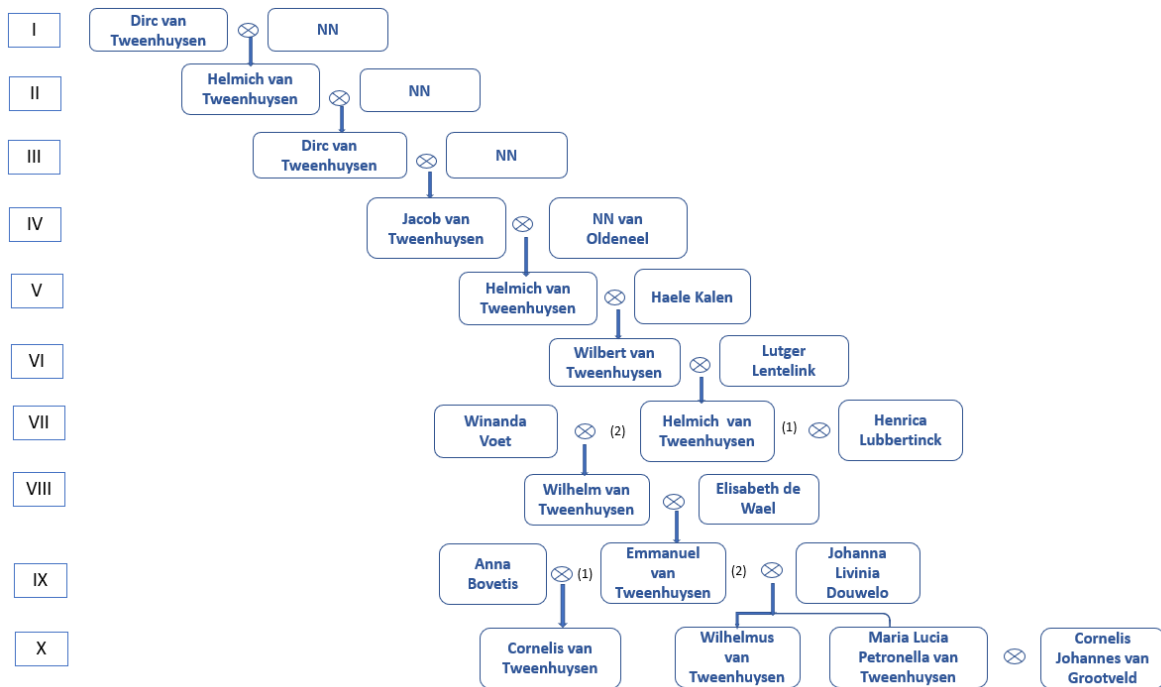 I
Dirc van
Tweenhuysen
NN
II
Helmich van
Tweenhuysen
NN
III
Dirc van
Tweenhuysen
NN
IV
Jacob van
Tweenhuysen
NN van
Oldeneel
V
Helmich van
Tweenhuysen
Haele Kalen
VI
Wilbert van
Tweenhuysen
Lutger
Lentelink
VII
Winanda
Voet
(2)
Helmich van
Tweenhuysen
(1)
Henrica
Lubbertinck
VIII
Wilhelm van
Tweenhuysen
Elisabeth de
Wael
IX
Anna
Bovetis
(1)
Emmanuel
van
Tweenhuysen
(2)
Johanna
Livinia
Douwelo
X
Cornelis van
Tweenhuysen
Wilhelmus
van
Tweenhuysen
Maria Lucia
Petronella van
Tweenhuysen
Cornelis
Johannes van
Grootveld